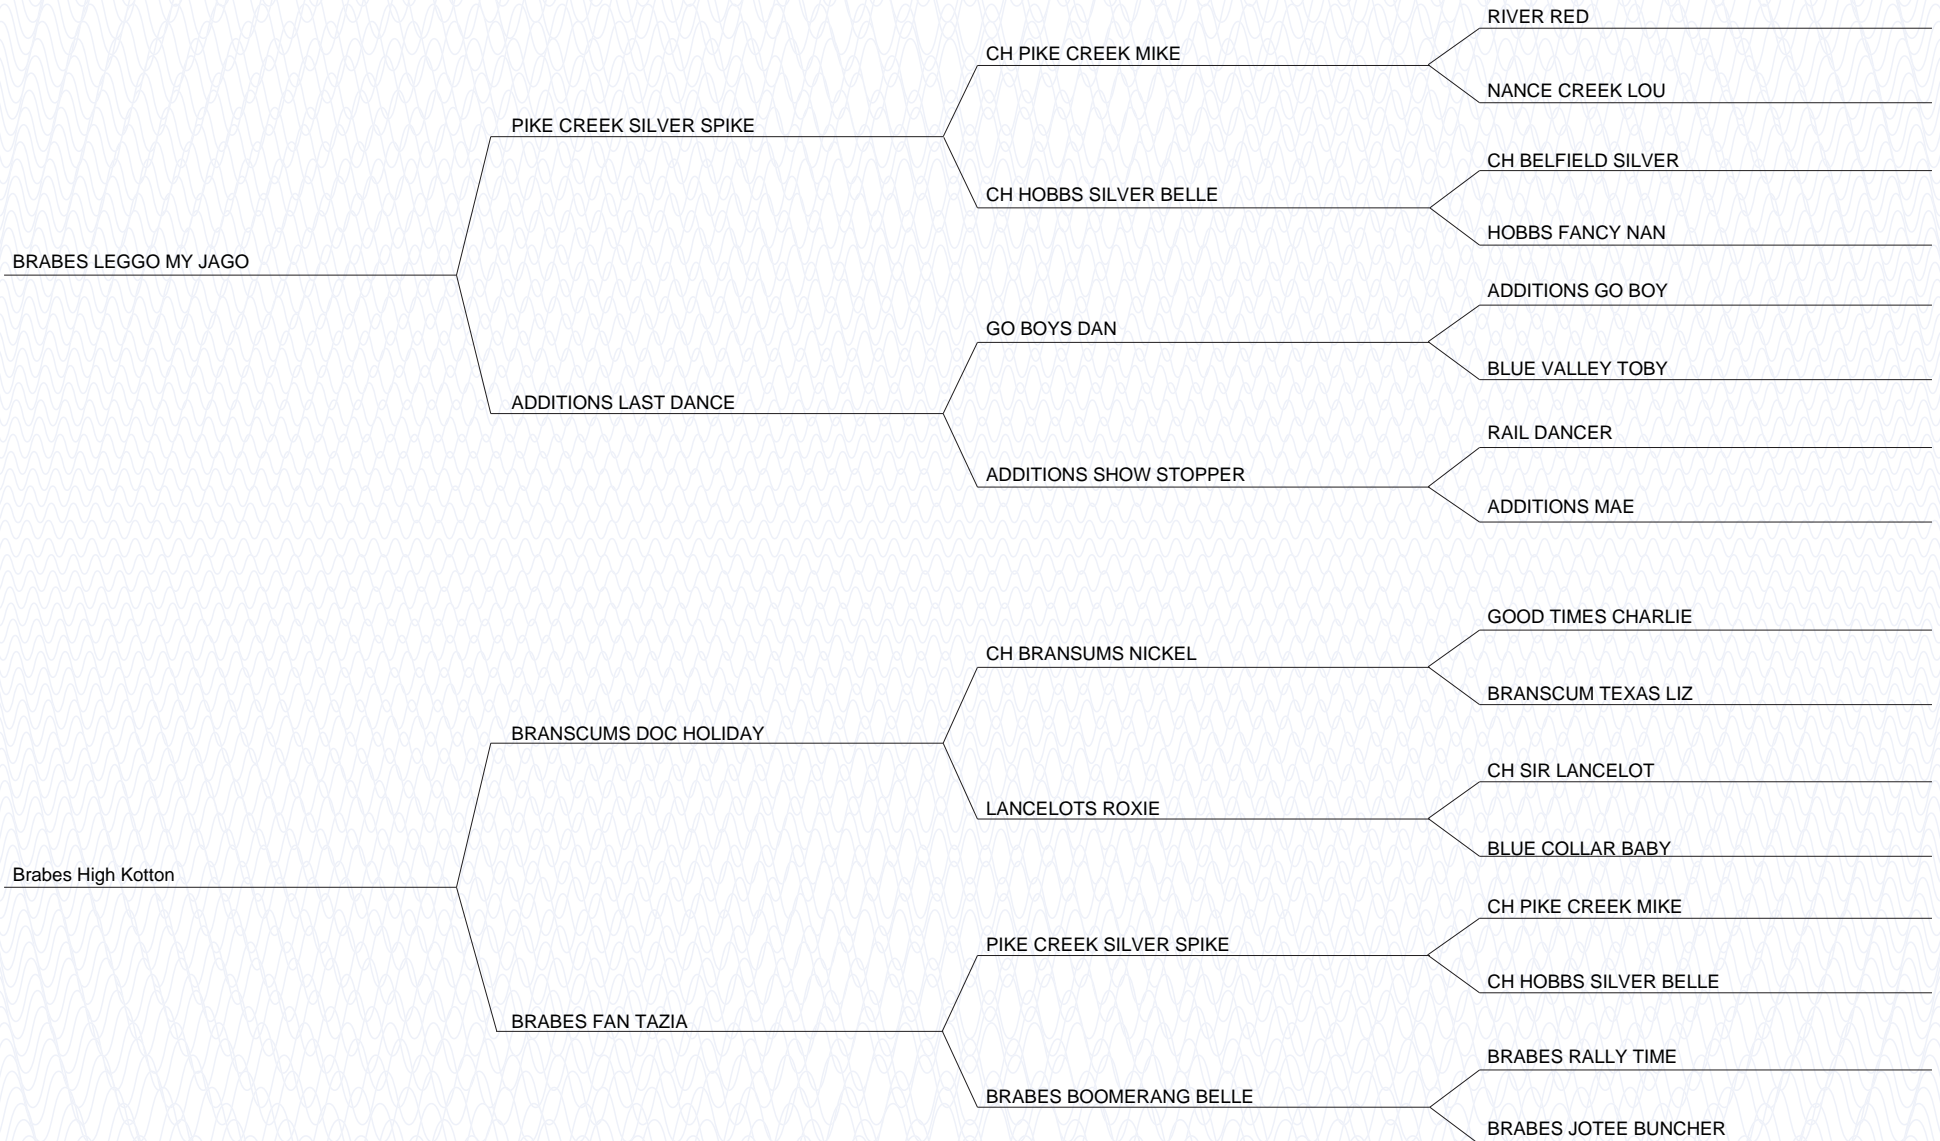 RIVER RED
CH PIKE CREEK MIKE
NANCE CREEK LOU
PIKE CREEK SILVER SPIKE
CH BELFIELD SILVER
CH HOBBS SILVER BELLE
HOBBS FANCY NAN
BRABES LEGGO MY JAGO
ADDITIONS GO BOY
GO BOYS DAN
BLUE VALLEY TOBY
ADDITIONS LAST DANCE
RAIL DANCER
ADDITIONS SHOW STOPPER
ADDITIONS MAE
GOOD TIMES CHARLIE
CH BRANSUMS NICKEL
BRANSCUM TEXAS LIZ
BRANSCUMS DOC HOLIDAY
CH SIR LANCELOT
LANCELOTS ROXIE
BLUE COLLAR BABY
Brabes High Kotton
CH PIKE CREEK MIKE
PIKE CREEK SILVER SPIKE
CH HOBBS SILVER BELLE
BRABES FAN TAZIA
BRABES RALLY TIME
BRABES BOOMERANG BELLE
BRABES JOTEE BUNCHER